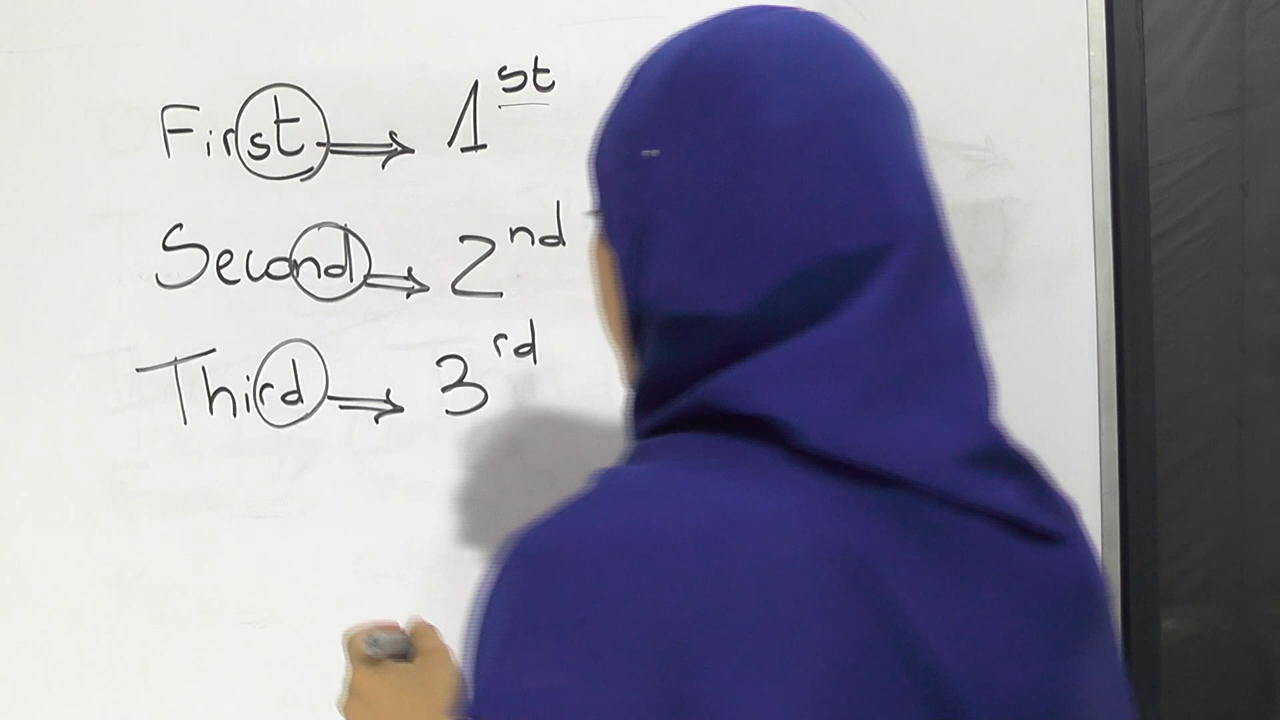 First ⇒ 1st
Second ⇒ 2nd
Third ⇒ 3rd